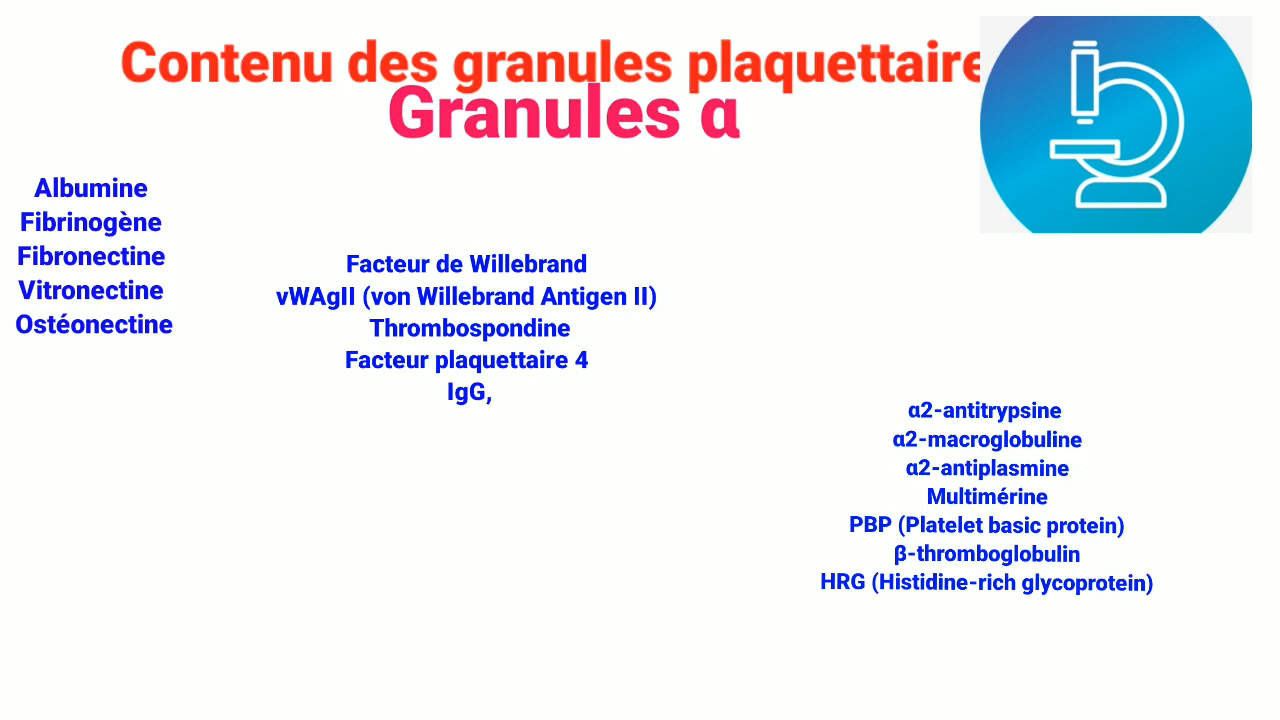 Contenu des granules plaquettaire
Granules α
Albumine
Fibrinogène
Fibronectine
Vitronectine
Ostéonectine
Facteur de Willebrand
vWAgII (von Willebrand Antigen II)
Thrombospondine
Facteur plaquettaire 4
IgG,
α2-antitrypsine
α2-macroglobuline
α2-antiplasmine
Multimérine
PBP (Platelet basic protein)
β-thromboglobulin
HRG (Histidine-rich glycoprotein)